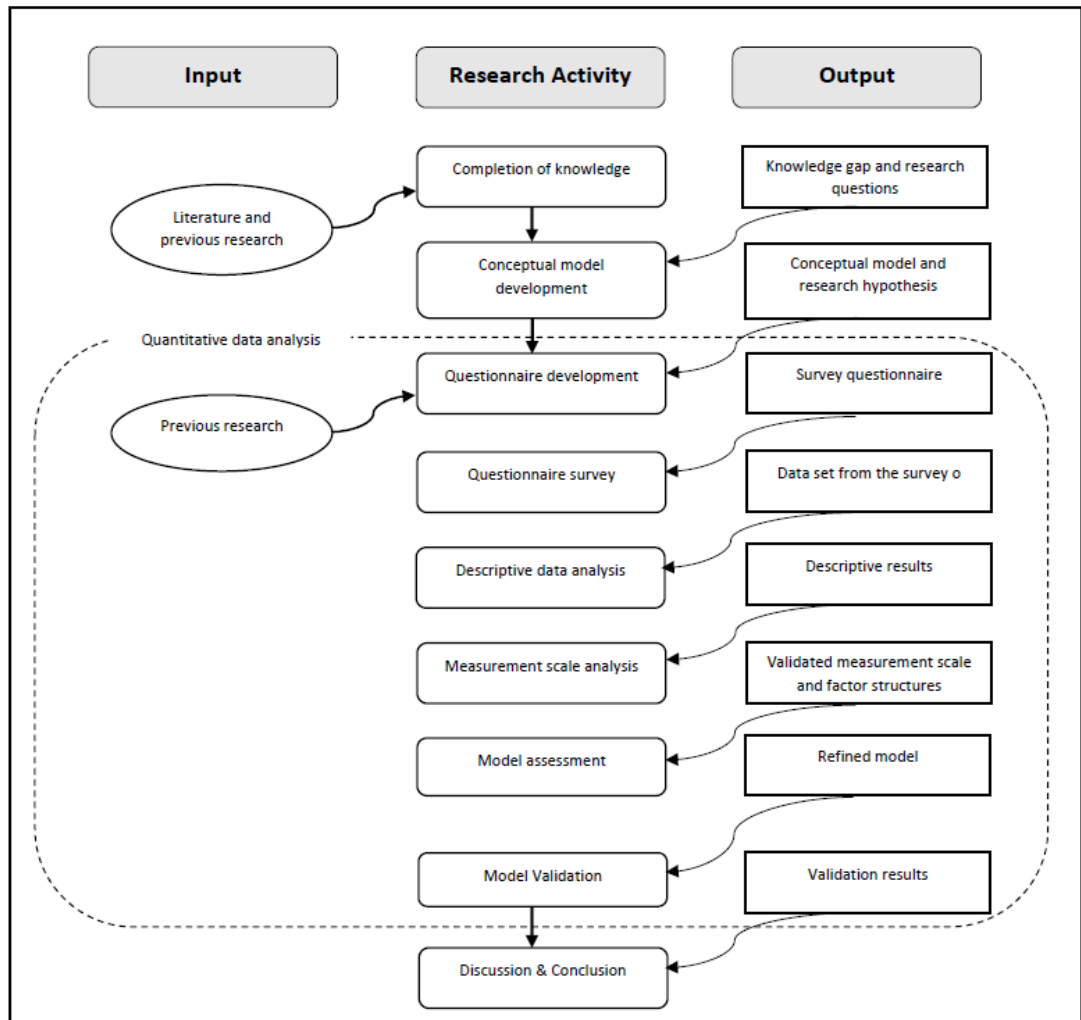 Input
Research Activity
Output
Completion of knowledge
Knowledge gap and research
questions
Literature and
previous research
Conceptual model
development
Conceptual model and
research hypothesis
Quantitative data analysis
Questionnaire development
Survey questionnaire
Previous research
Questionnaire survey
Data set from the survey o
Descriptive data analysis
Descriptive results
Measurement scale analysis
Validated measurement scale
and factor structures
Model assessment
Refined model
Model Validation
Validation results
Discussion & Conclusion